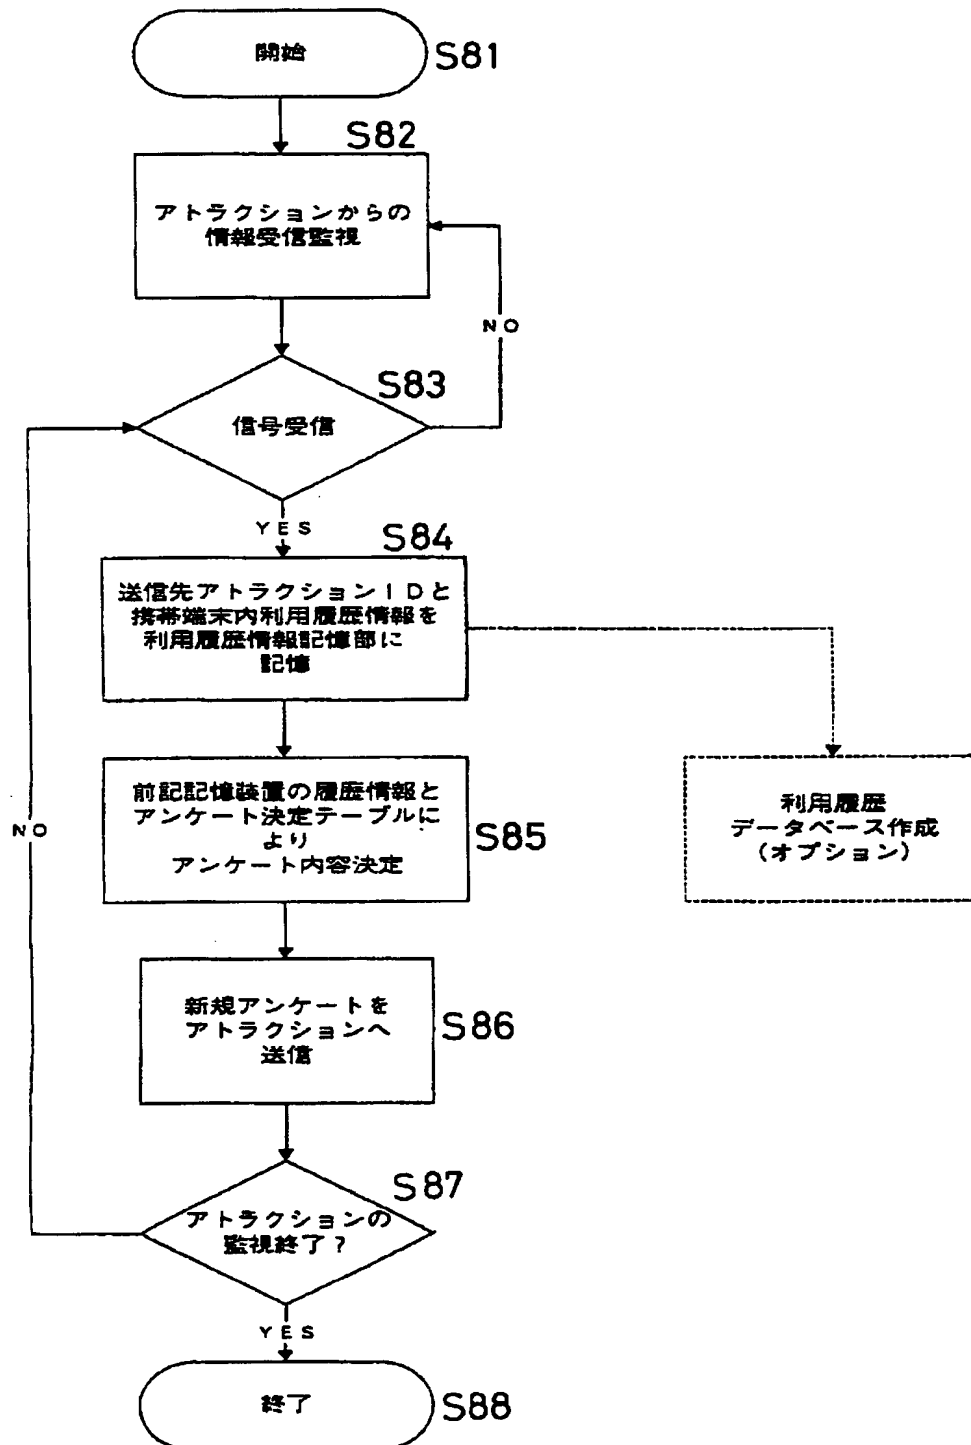 開始
S81
S82
アトラクションからの
情報受信監視
NO
S83
信号受信
YES
S84
送信先アトラクションIDと
携帯端末内利用履歴情報を
利用履歴情報記憶部に
記憶
前記記憶装置の履歴情報と
アンケート決定テーブルに
より
アンケート内容決定
S85
利用履歴
データベース作成
(オプション)
NO
新規アンケートを
アトラクションへ
送信
S86
S87
アトラクションの
監視終了?
YES
終了
S88